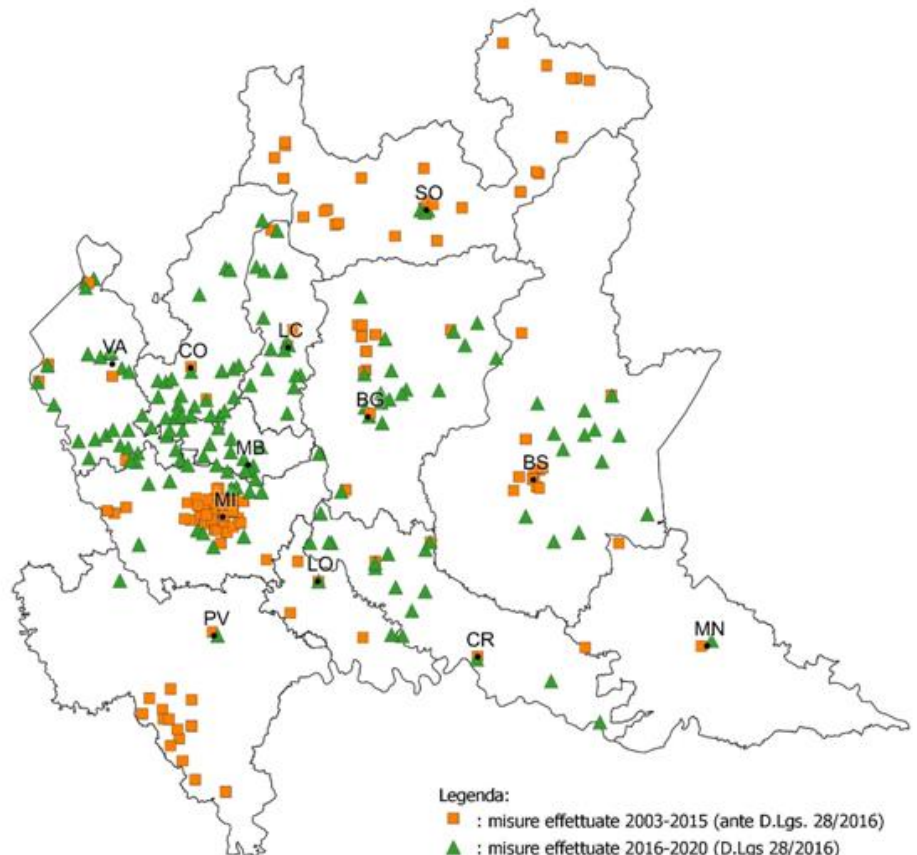 SO
LC
VA
CO
BG
MB
BS
MI
LO
PV
CR
MN
Legenda:
: misure effettuate 2003-2015 (ante D.Lgs. 28/2016)
: misure effettuate 2016-2020 (D.Lgs 28/2016)